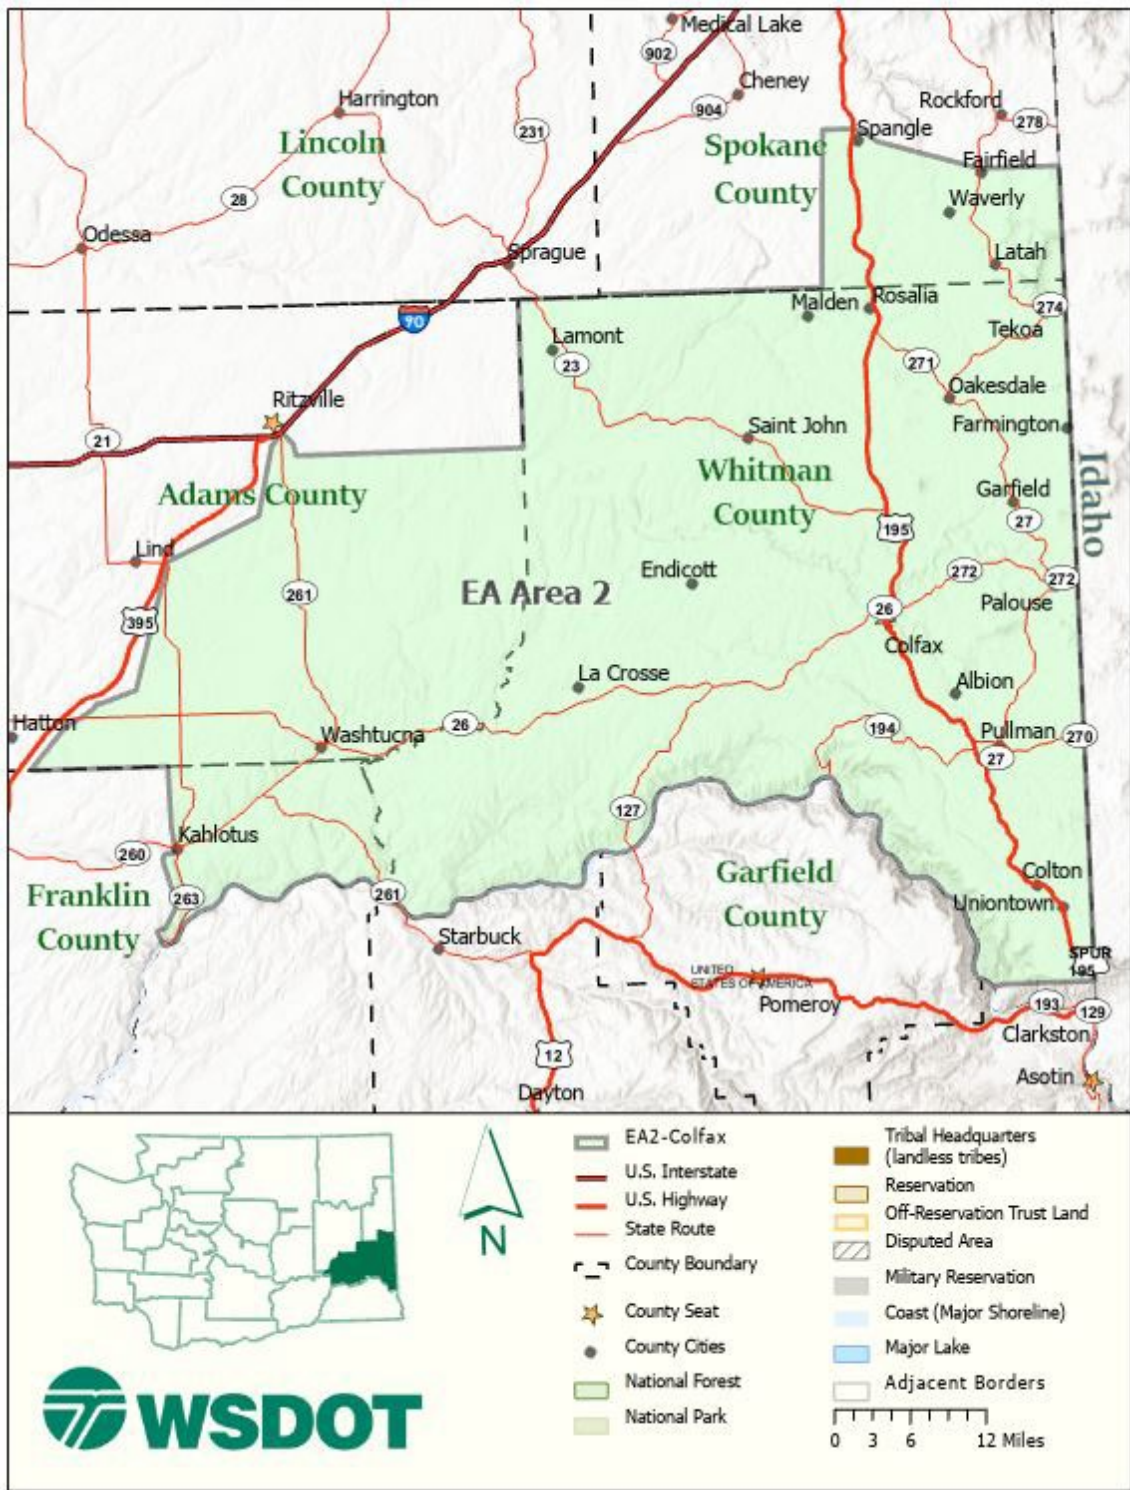 Medical Lake
902
Cheney
Harrington
904
Rockford
278
231
Spangle
Lincoln
County
Spokane
County
Fairfield
28
Waverly
Odessa
Sprague
Latah
Malden
Rosalia
274
90
Tekoa
Lamont
23
271
Oakesdale
Ritzville
Farmington
21
Saint John
Idaho
Adams County
Whitman
County
Garfield
27
195
Lind
Endicott
272
272
EA Area 2
261
Palouse
26
395
Colfax
La Crosse
Albion
Hatton
Washtucna
26
194
Pullman
270
27
127
Kahlotus
260
Garfield
County
Colton
Franklin
County
263
261
Uniontown
Starbuck
SPUR
195
UNITED
STATES OF AMERICA
Pomeroy
193
129
Clarkston
12
Asotin
Dayton
EA2-Colfax
U.S. Interstate
U.S. Highway
State Route
County Boundary
County Seat
County Cities
National Forest
National Park
Tribal Headquarters
(landless tribes)
Reservation
Off-Reservation Trust Land
Disputed Area
Military Reservation
Coast (Major Shoreline)
Major Lake
Adjacent Borders
0 3 6 12 Miles
N
WSDOT